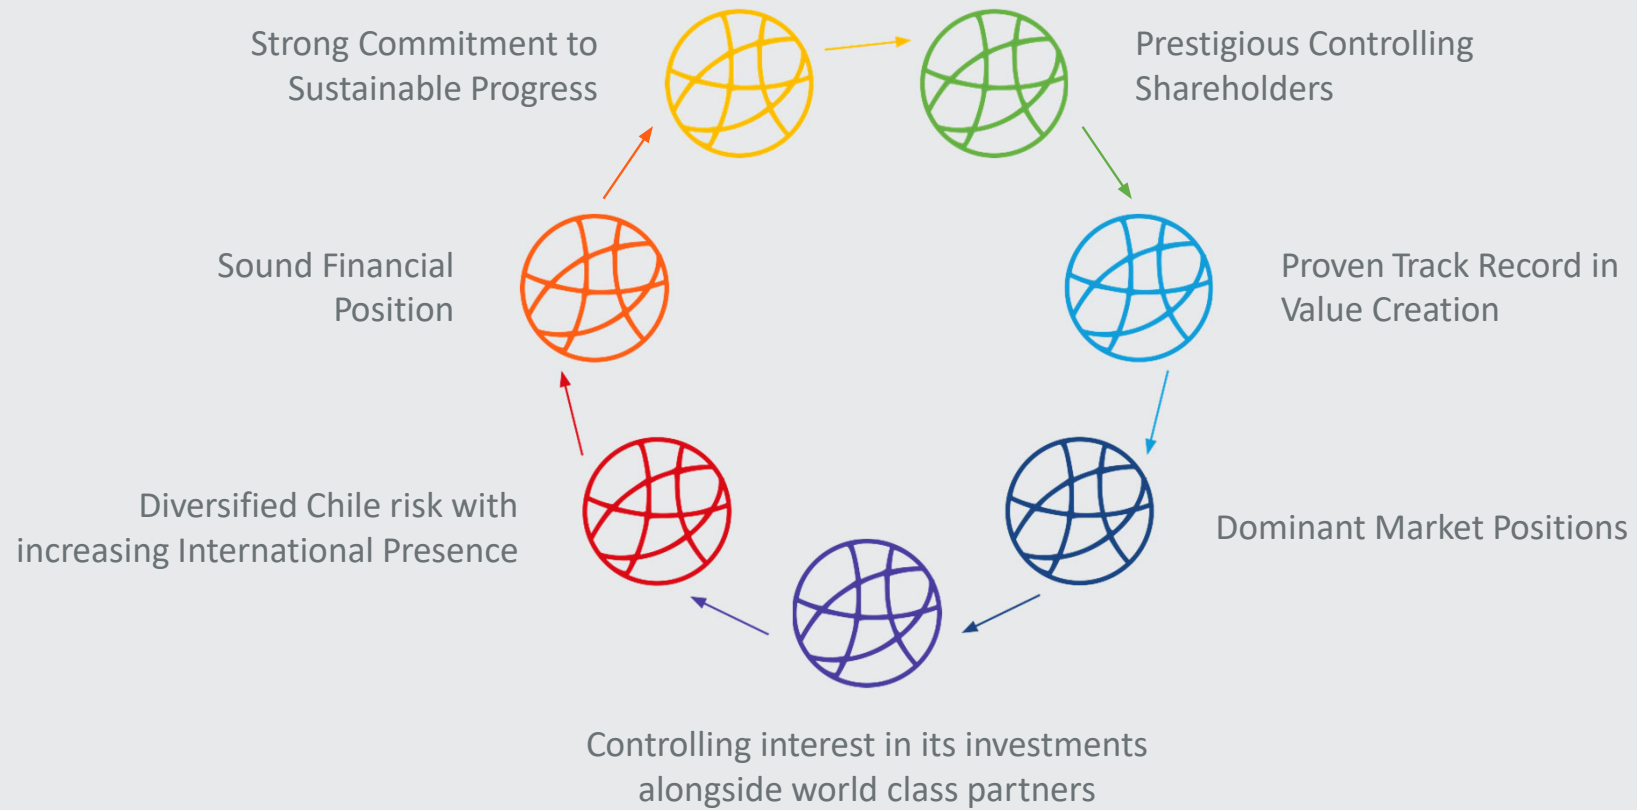 Strong Commitment to
Sustainable Progress
Prestigious Controlling
Shareholders
Sound Financial
Position
Proven Track Record in
Value Creation
Diversified Chile risk with
increasing International Presence
Dominant Market Positions
Controlling interest in its investments
alongside world class partners